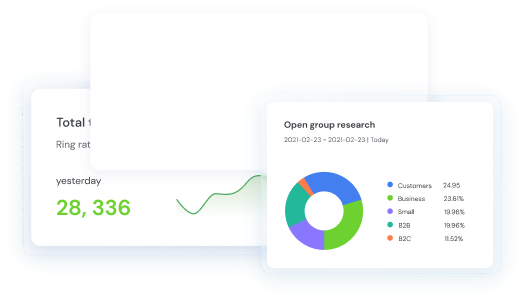 Total
Ring
yesterday
28, 336
Open group research
2021-02-23 - 2021-02-23 | Today
Customers 24.95
Business 23.61%
Small 19.96%
B2B 19.96%
B2C 11.52%